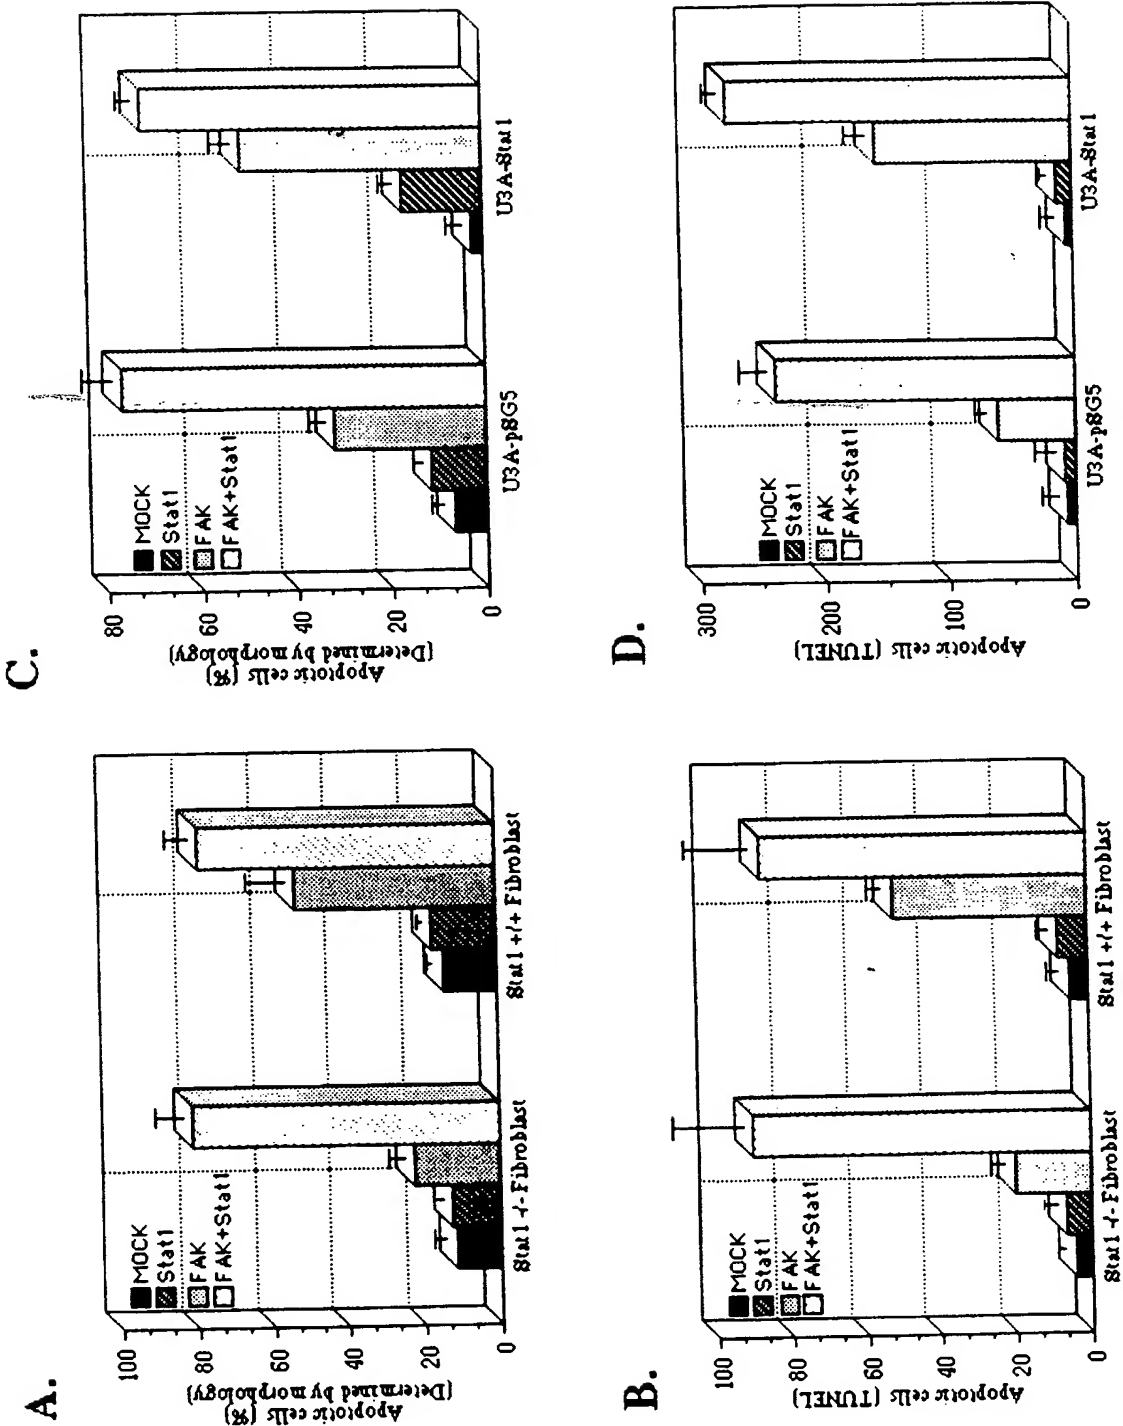 A.
Apoptotic cells (%)
(Determined by morphology)
100
80
60
40
20
0
MOCK
Stat1
FAK
FAK+Stat1
Stat1 -/- Fibroblast
Stat1 +/+ Fibroblast
B.
Apoptotic cells (TUNEL)
100
80
60
40
20
0
MOCK
Stat1
FAK
FAK+Stat1
Stat1 -/- Fibroblast
Stat1 +/+ Fibroblast
C.
Apoptotic cells (%)
(Determined by morphology)
80
60
40
20
0
MOCK
Stat1
FAK
FAK+Stat1
U3A-pSG5
U3A-Stat1
D.
Apoptotic cells (TUNEL)
300
200
100
0
MOCK
Stat1
FAK
FAK+Stat1
U3A-pSG5
U3A-Stat1